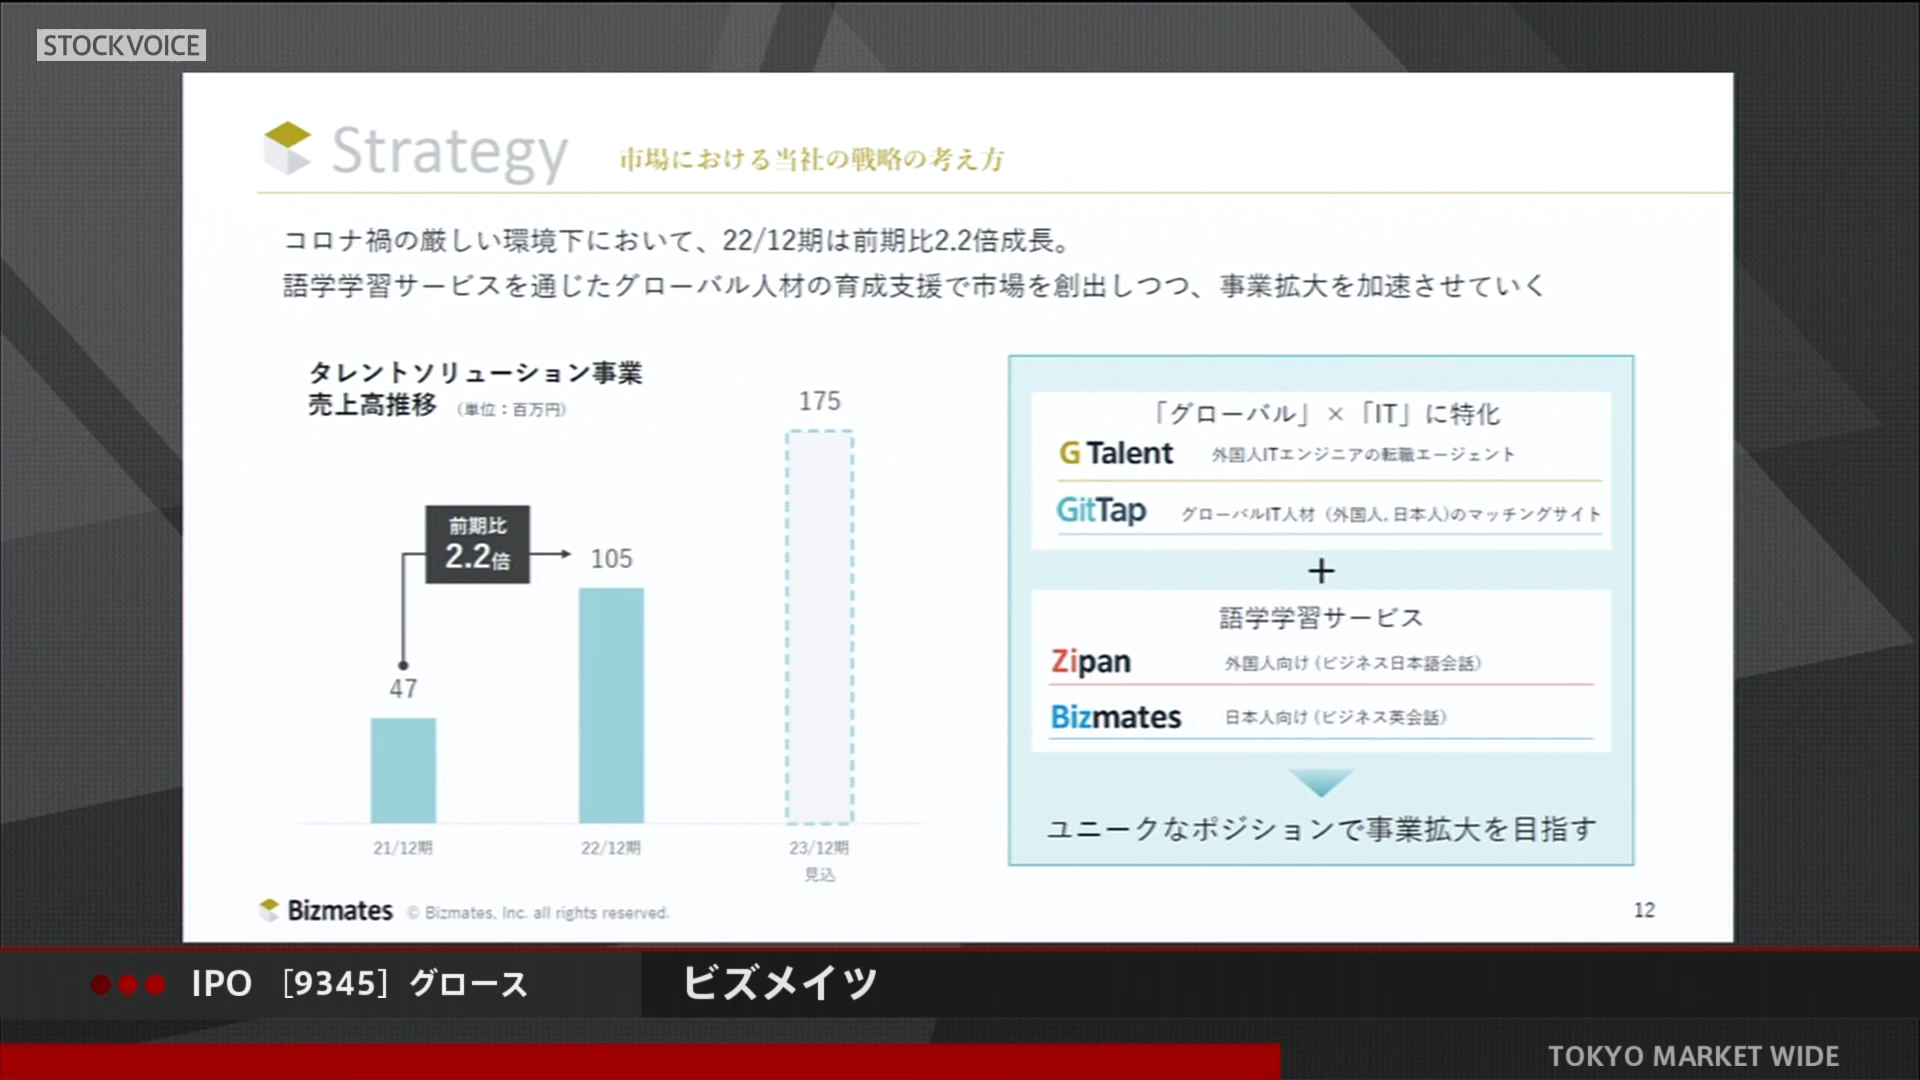 STOCKVOICE
Strategy 市場における当社の戦略の考え方
コロナ禍の厳しい環境下において、22/12期は前期比2.2倍成長。
語学学習サービスを通じたグローバル人材の育成支援で市場を創出しつつ、事業拡大を加速させていく
タレントソリューション事業
売上高推移 （単位：百万円）
175
前期比
2.2倍
105
47
21/12期
22/12期
23/12期
見込
「グローバル」×「IT」に特化
G Talent 外国人ITエンジニアの転職エージェント
GitTap グローバルIT人材（外国人, 日本人)のマッチングサイト
+
語学学習サービス
Zipan 外国人向け (ビジネス日本語会話)
Bizmates 日本人向け (ビジネス英会話)
ユニークなポジションで事業拡大を目指す
Bizmates © Bizmates, Inc. all rights reserved.
12
IPO [9345] グロース
ビズメイツ
TOKYO MARKET WIDE